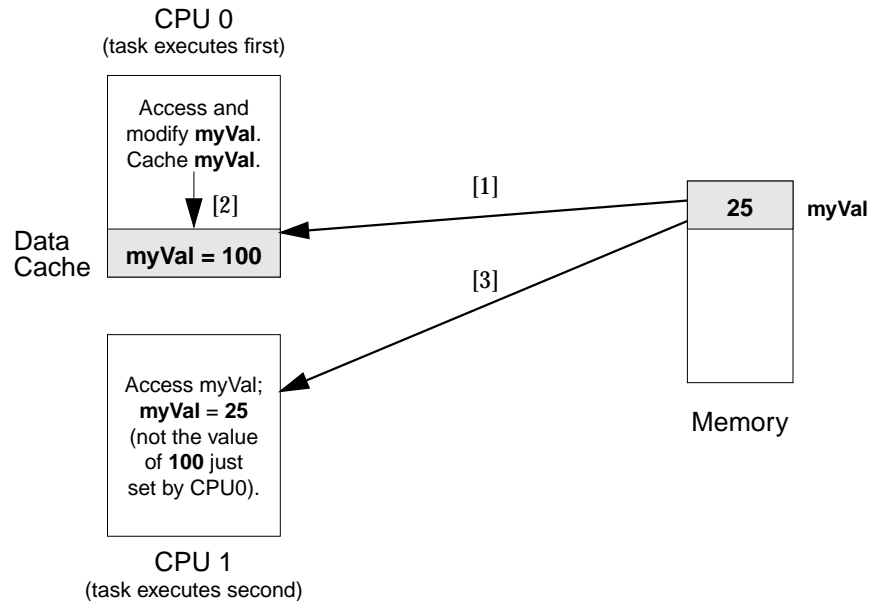 CPU 0
(task executes first)
Access and
modify myVal.
Cache myVal.
[2]
Data
Cache
myVal = 100
[1]
25
myVal
[3]
Access myVal;
myVal = 25
(not the value
of 100 just
set by CPU0).
Memory
CPU 1
(task executes second)